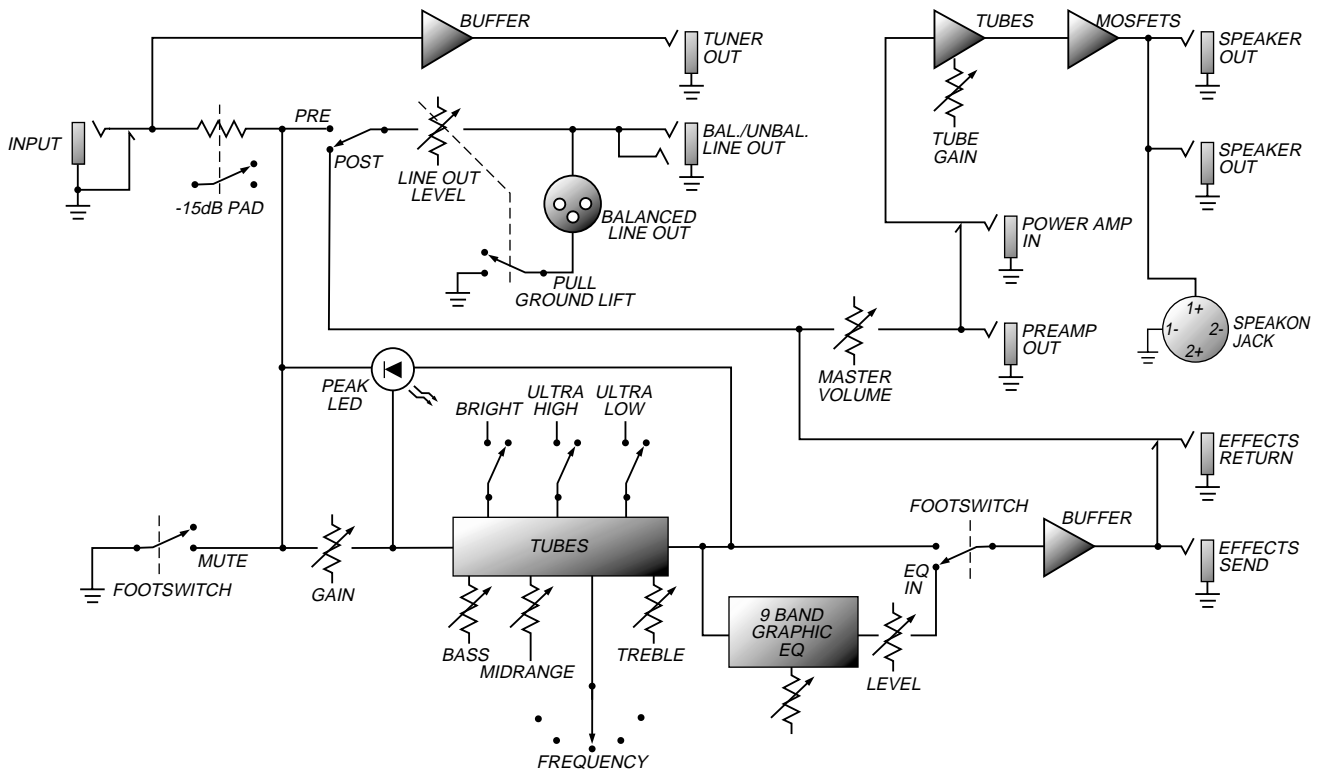 BUFFER
TUNER
OUT
TUBES
MOSFETS
SPEAKER
OUT
INPUT
PRE
POST
-15dB PAD
LINE OUT
LEVEL
BAL./UNBAL.
LINE OUT
TUBE
GAIN
SPEAKER
OUT
BALANCED
LINE OUT
PULL
GROUND LIFT
POWER AMP
IN
PREAMP
OUT
MASTER
VOLUME
1+
1-
2-
2+
SPEAKON
JACK
PEAK
LED
BRIGHT
ULTRA
HIGH
ULTRA
LOW
EFFECTS
RETURN
FOOTSWITCH
MUTE
GAIN
TUBES
FOOTSWITCH
BUFFER
EFFECTS
SEND
EQ
IN
BASS
MIDRANGE
TREBLE
9 BAND
GRAPHIC
EQ
LEVEL
FREQUENCY